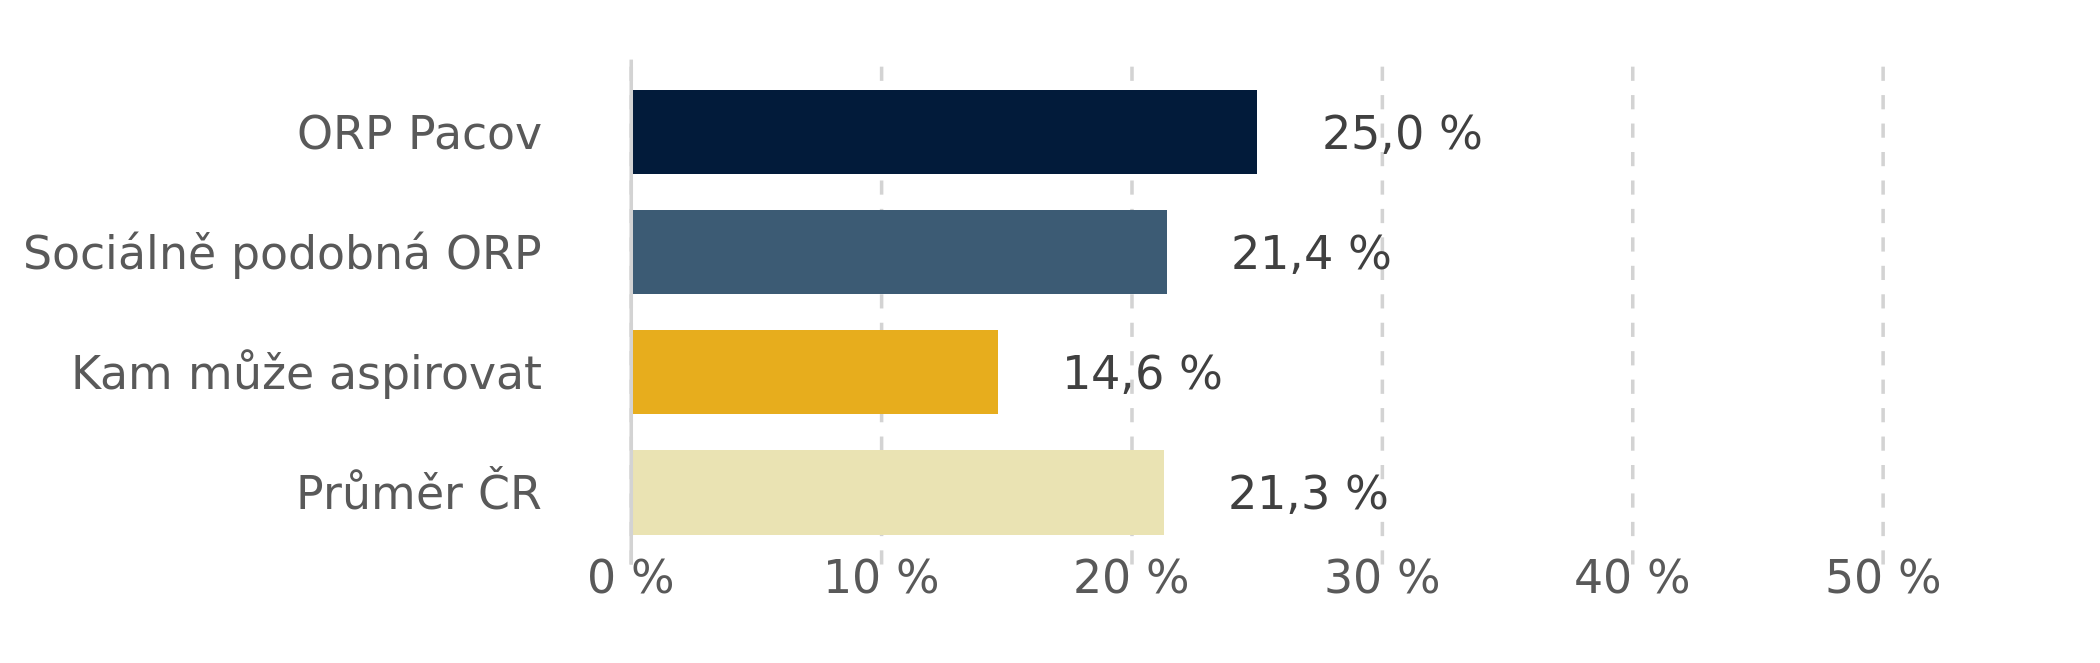 ORP Pacov
25,0 %
Sociálně podobná ORP
21,4 %
Kam může aspirovat
14,6 %
Průměr ČR
21,3 %
0 %
10 %
20 %
30 %
40 %
50 %